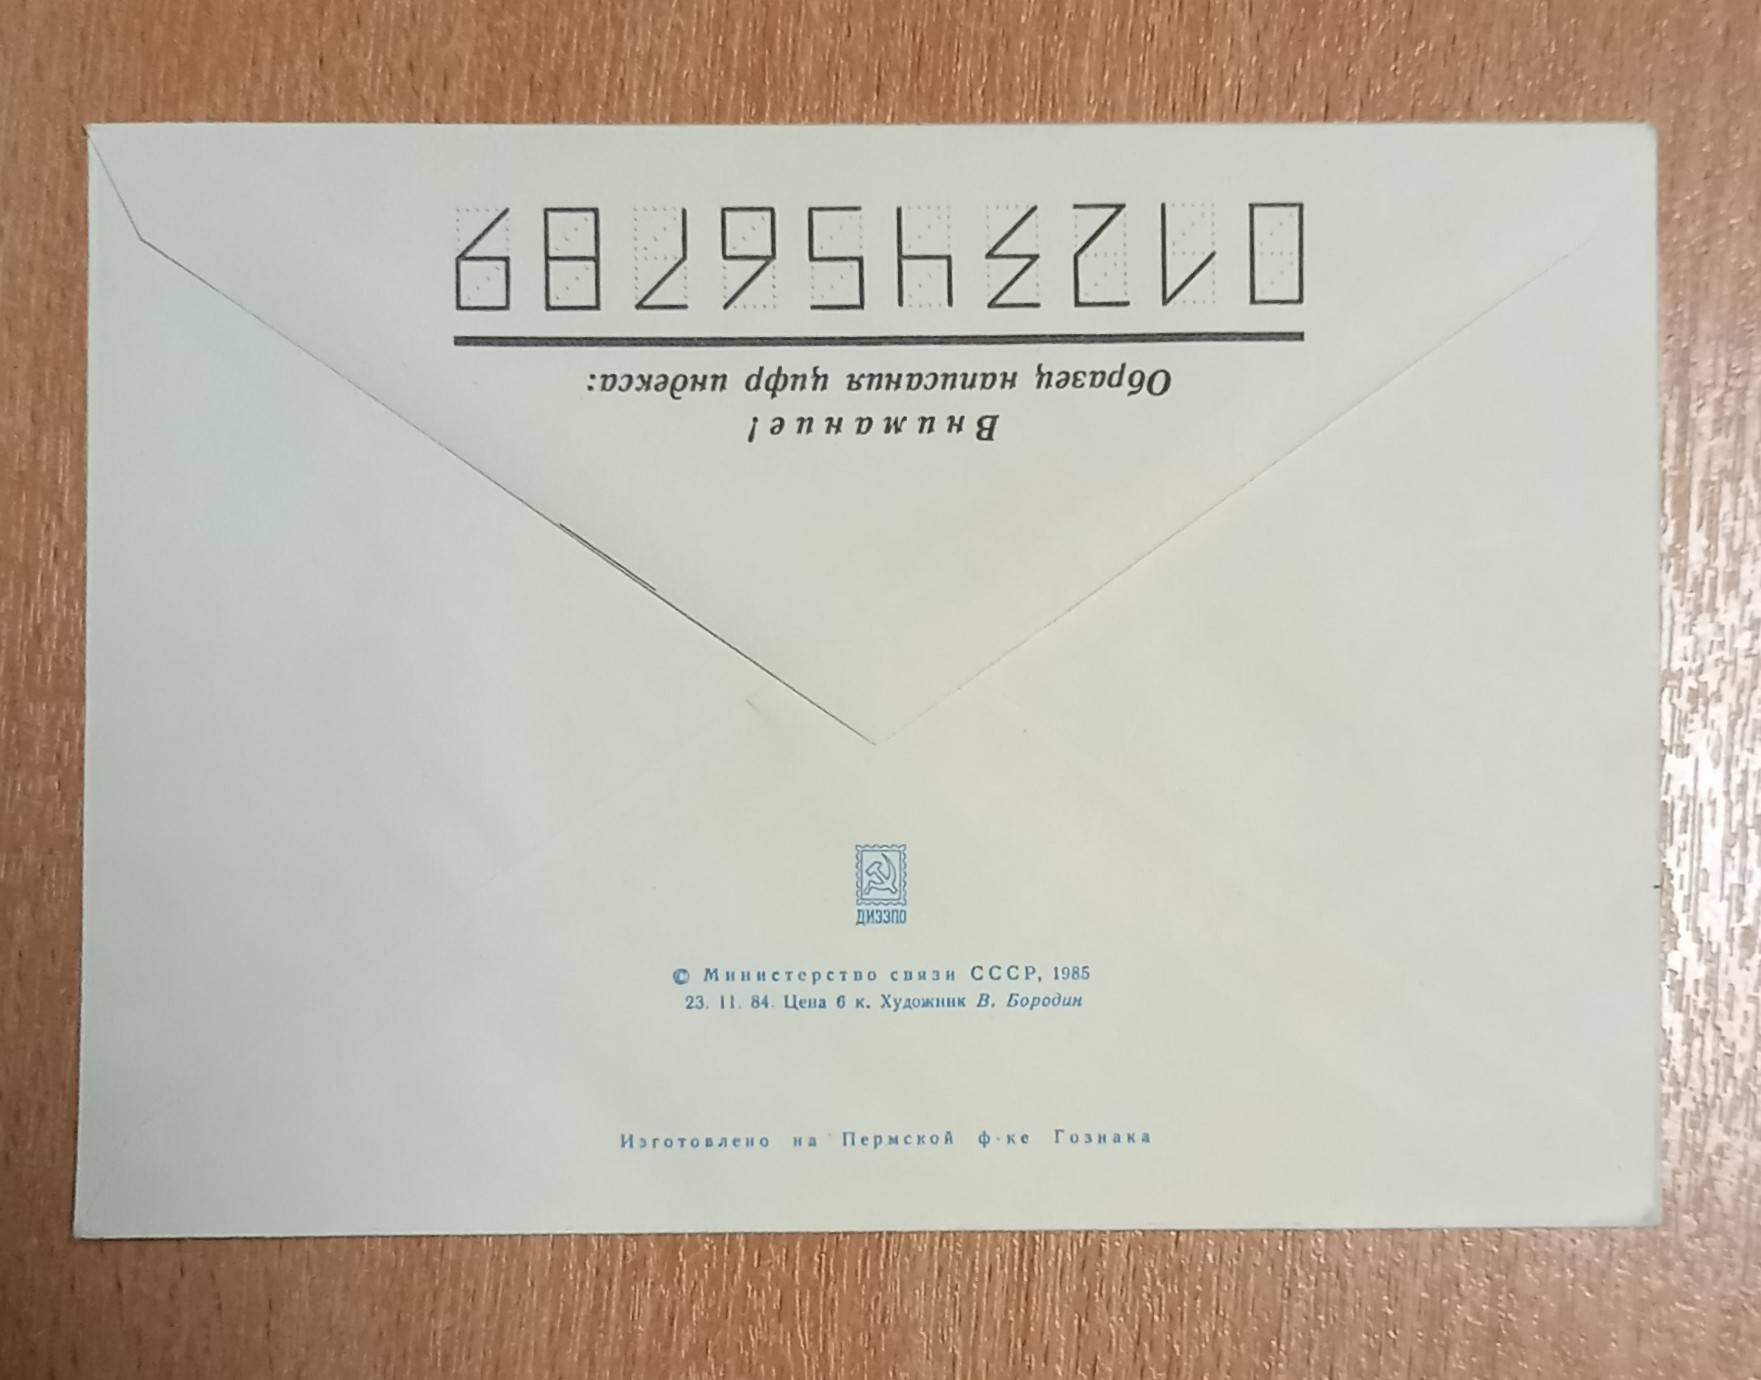 Внимание!
Образец написания цифр индекса:
0123456789
ДИЭЗПО
© Министерство связи СССР, 1985
23. 11. 84. Цена 6 к. Художник В. Бородин
Изготовлено на Пермской ф-ке Гознака